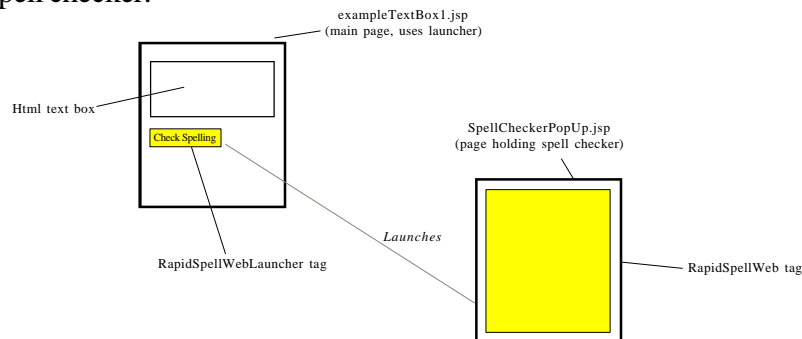 spell checker.
exampleTextBox1.jsp
(main page, uses launcher)
Html text box
Check Spelling
SpellCheckerPopUp.jsp
(page holding spell checker)
Launches
RapidSpellWebLauncher tag
RapidSpellWeb tag